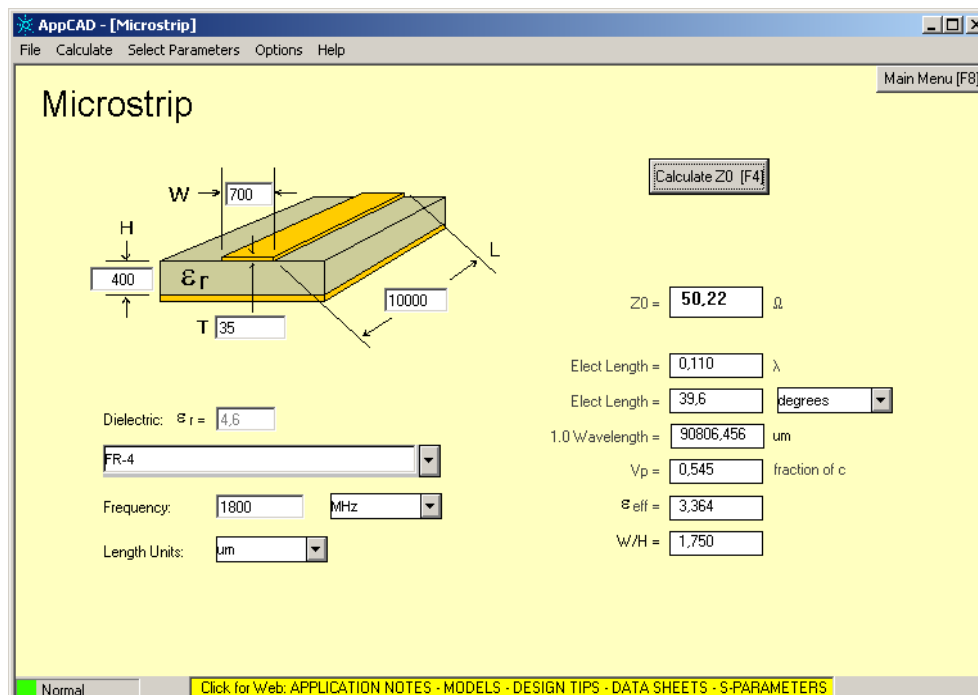 AppCAD - [Microstrip]
File Calculate Select Parameters Options Help
Main Menu [F8]
Microstrip
Calculate Z0 [F4]
W 700
H
400
εr
L
10000
T 35
Z0 = 50,22 Ω
Elect Length = 0,110 λ
Elect Length = 39,6 degrees
1.0 Wavelength = 90806,456 um
Vp = 0,545 fraction of c
εeff = 3,364
W/H = 1,750
Dielectric: εr = 4,6
FR-4
Frequency: 1800 MHz
Length Units: um
Normal
Click for Web: APPLICATION NOTES - MODELS - DESIGN TIPS - DATA SHEETS - S-PARAMETERS